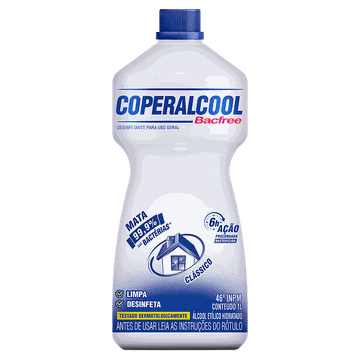 COPERALCOOL
Bacfree
DESINFETANTE PARA USO GERAL
MATA
99,9%
DAS BACTÉRIAS*
6h AÇÃO
PROLONGADA
BACTERICIDA
CLÁSSICO
LIMPA
DESINFETA
TESTADO DERMATOLOGICAMENTE
46° INPM
CONTEÚDO 1L
ÁLCOOL ETÍLICO HIDRATADO
ANTES DE USAR LEIA AS INSTRUÇÕES DO RÓTULO